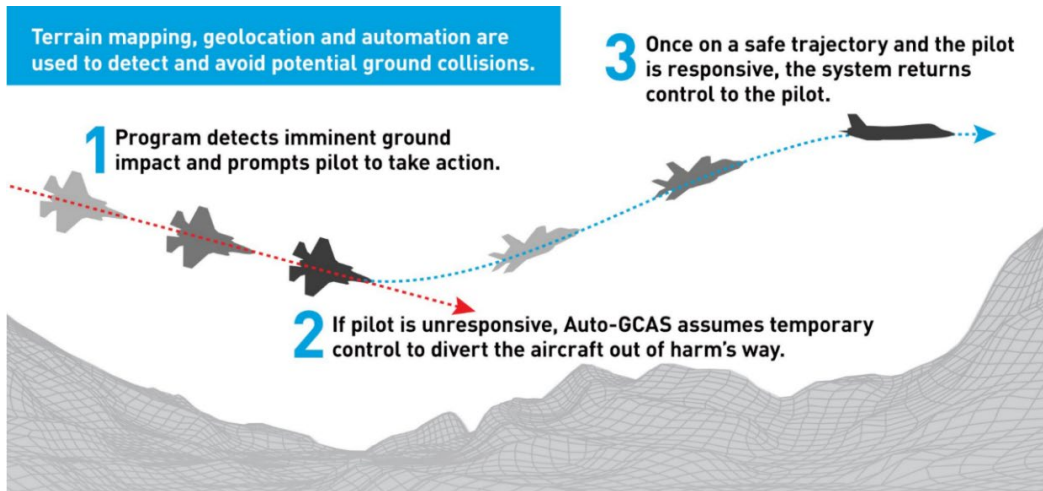 Terrain mapping, geolocation and automation are
used to detect and avoid potential ground collisions.
1 Program detects imminent ground
impact and prompts pilot to take action.
2 If pilot is unresponsive, Auto-GCAS assumes temporary
control to divert the aircraft out of harm's way.
3 Once on a safe trajectory and the pilot
is responsive, the system returns
control to the pilot.